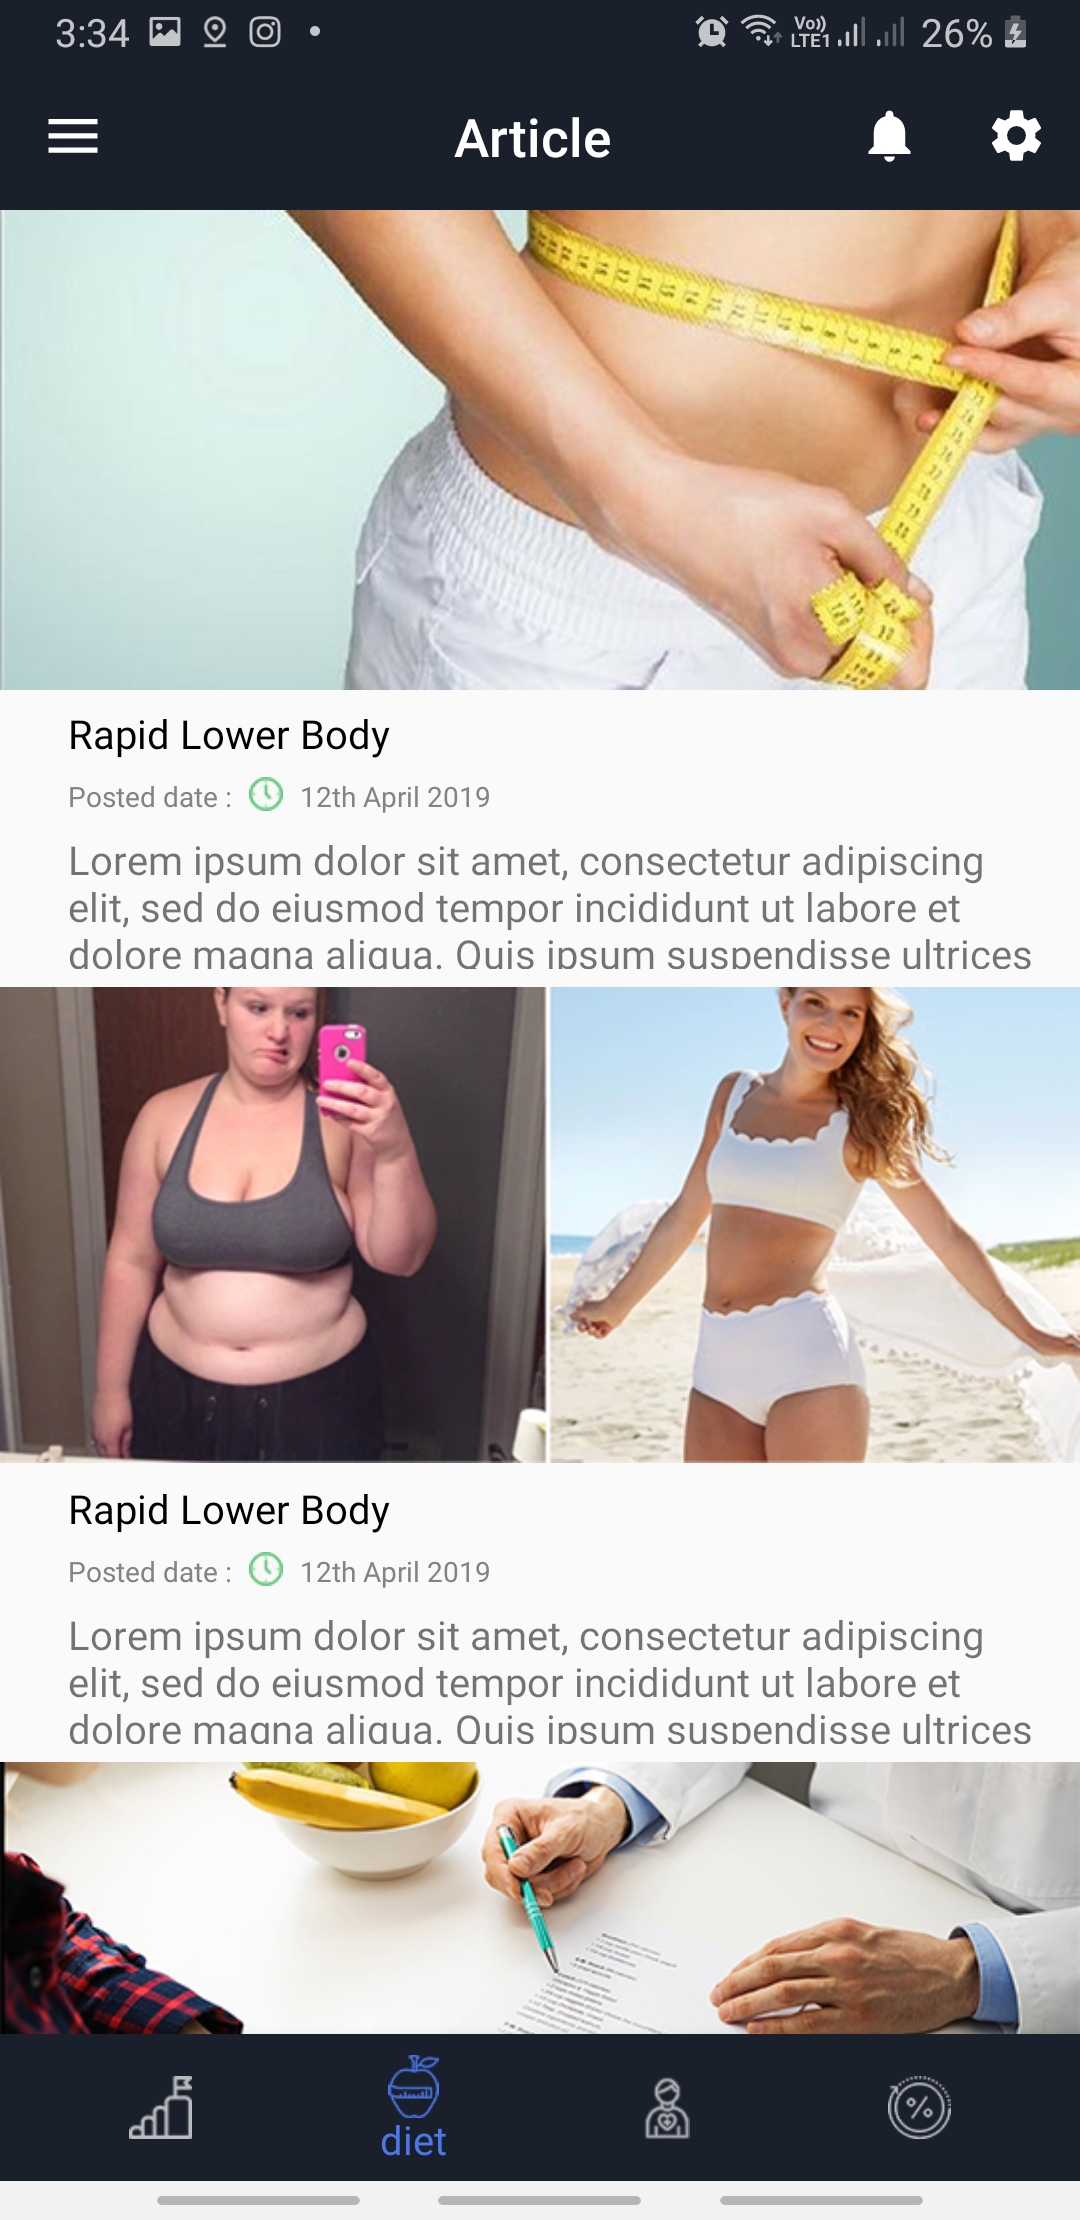 3:34
Vo))
LTE1
26%
Article
Rapid Lower Body
Posted date :
12th April 2019
Lorem ipsum dolor sit amet, consectetur adipiscing
elit, sed do eiusmod tempor incididunt ut labore et
dolore magna aliqua. Quis ipsum suspendisse ultrices
Rapid Lower Body
Posted date :
12th April 2019
Lorem ipsum dolor sit amet, consectetur adipiscing
elit, sed do eiusmod tempor incididunt ut labore et
dolore magna aliqua. Quis ipsum suspendisse ultrices
%
diet